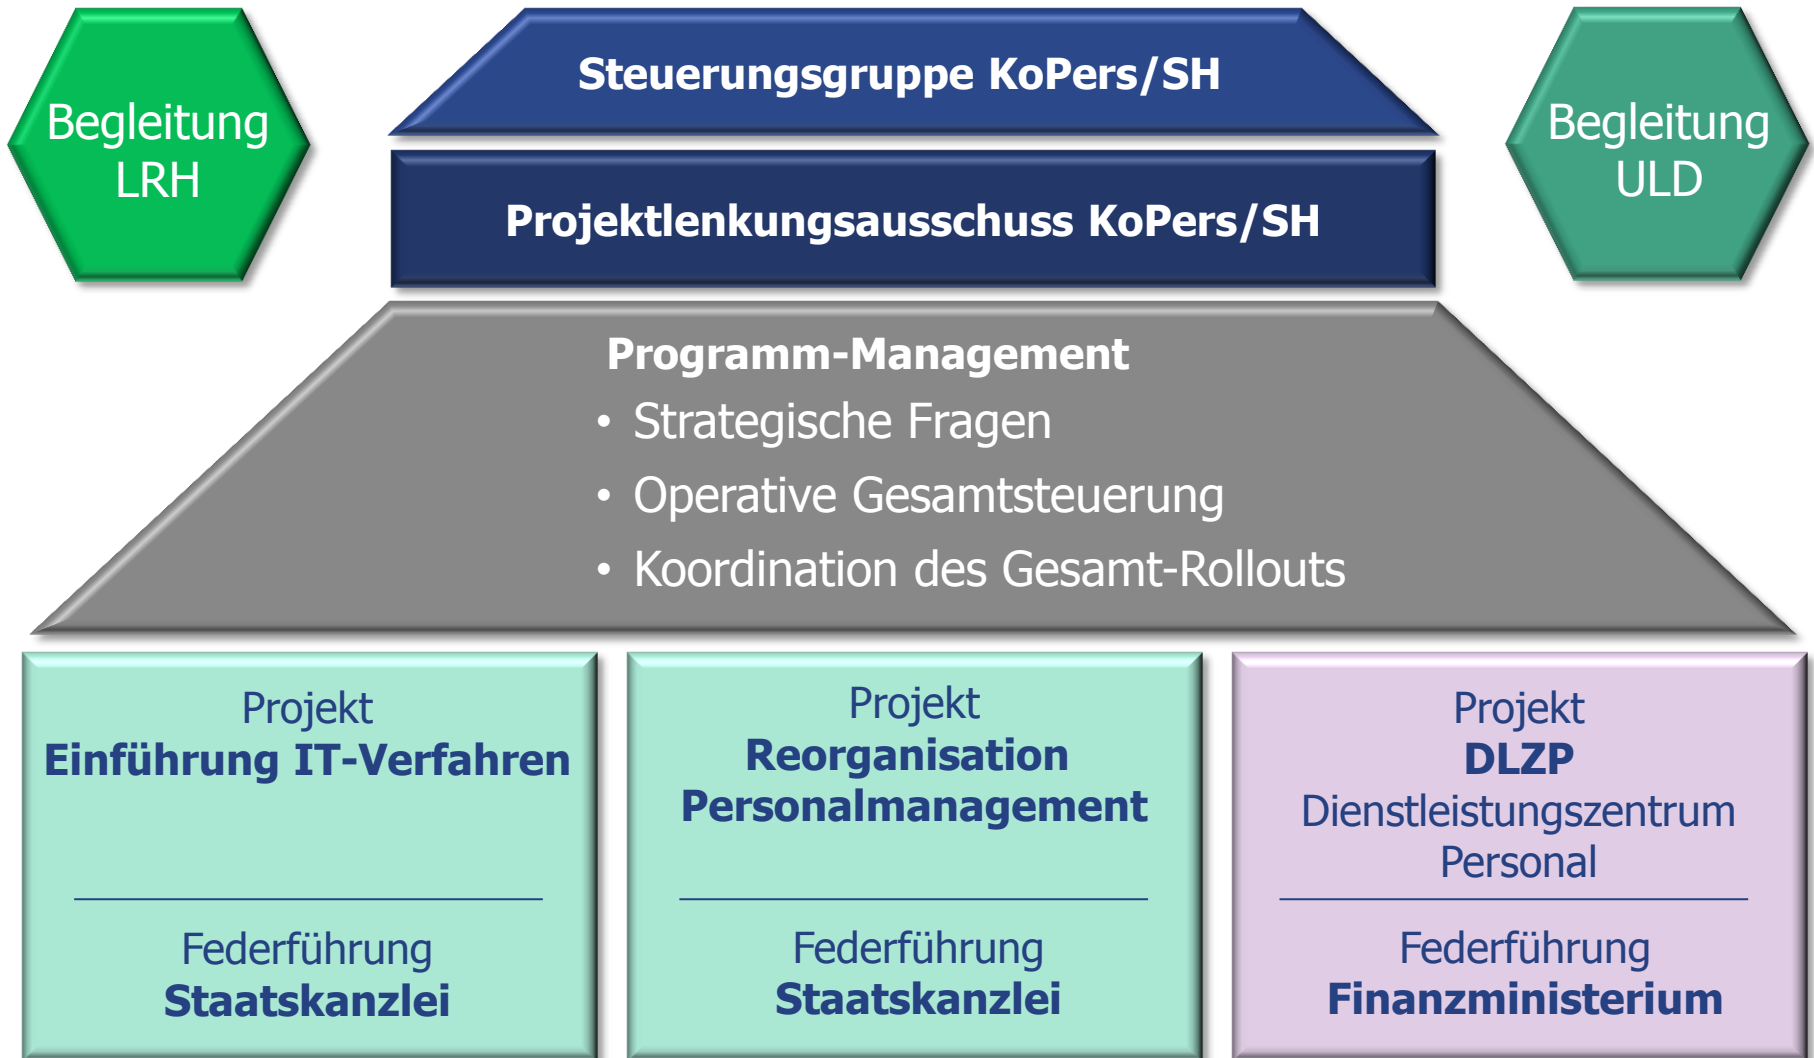 Begleitung
LRH
Steuerungsgruppe KoPers/SH
Begleitung
ULD
Projektlenkungsausschuss KoPers/SH
Programm-Management
• Strategische Fragen
• Operative Gesamtsteuerung
• Koordination des Gesamt-Rollouts
Projekt
Einführung IT-Verfahren
Federführung
Staatskanzlei
Projekt
Reorganisation
Personalmanagement
Federführung
Staatskanzlei
Projekt
DLZP
Dienstleistungszentrum
Personal
Federführung
Finanzministerium